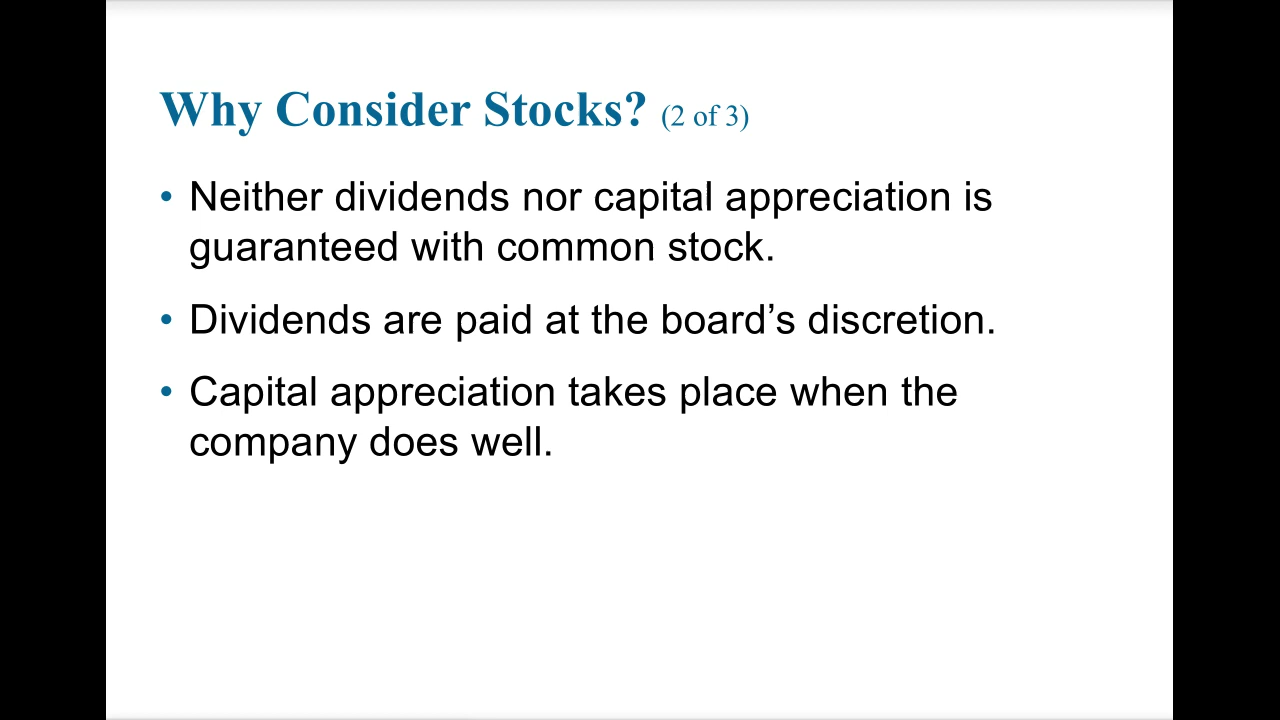 Why Consider Stocks? (2 of 3)
• Neither dividends nor capital appreciation is
guaranteed with common stock.
• Dividends are paid at the board’s discretion.
• Capital appreciation takes place when the
company does well.